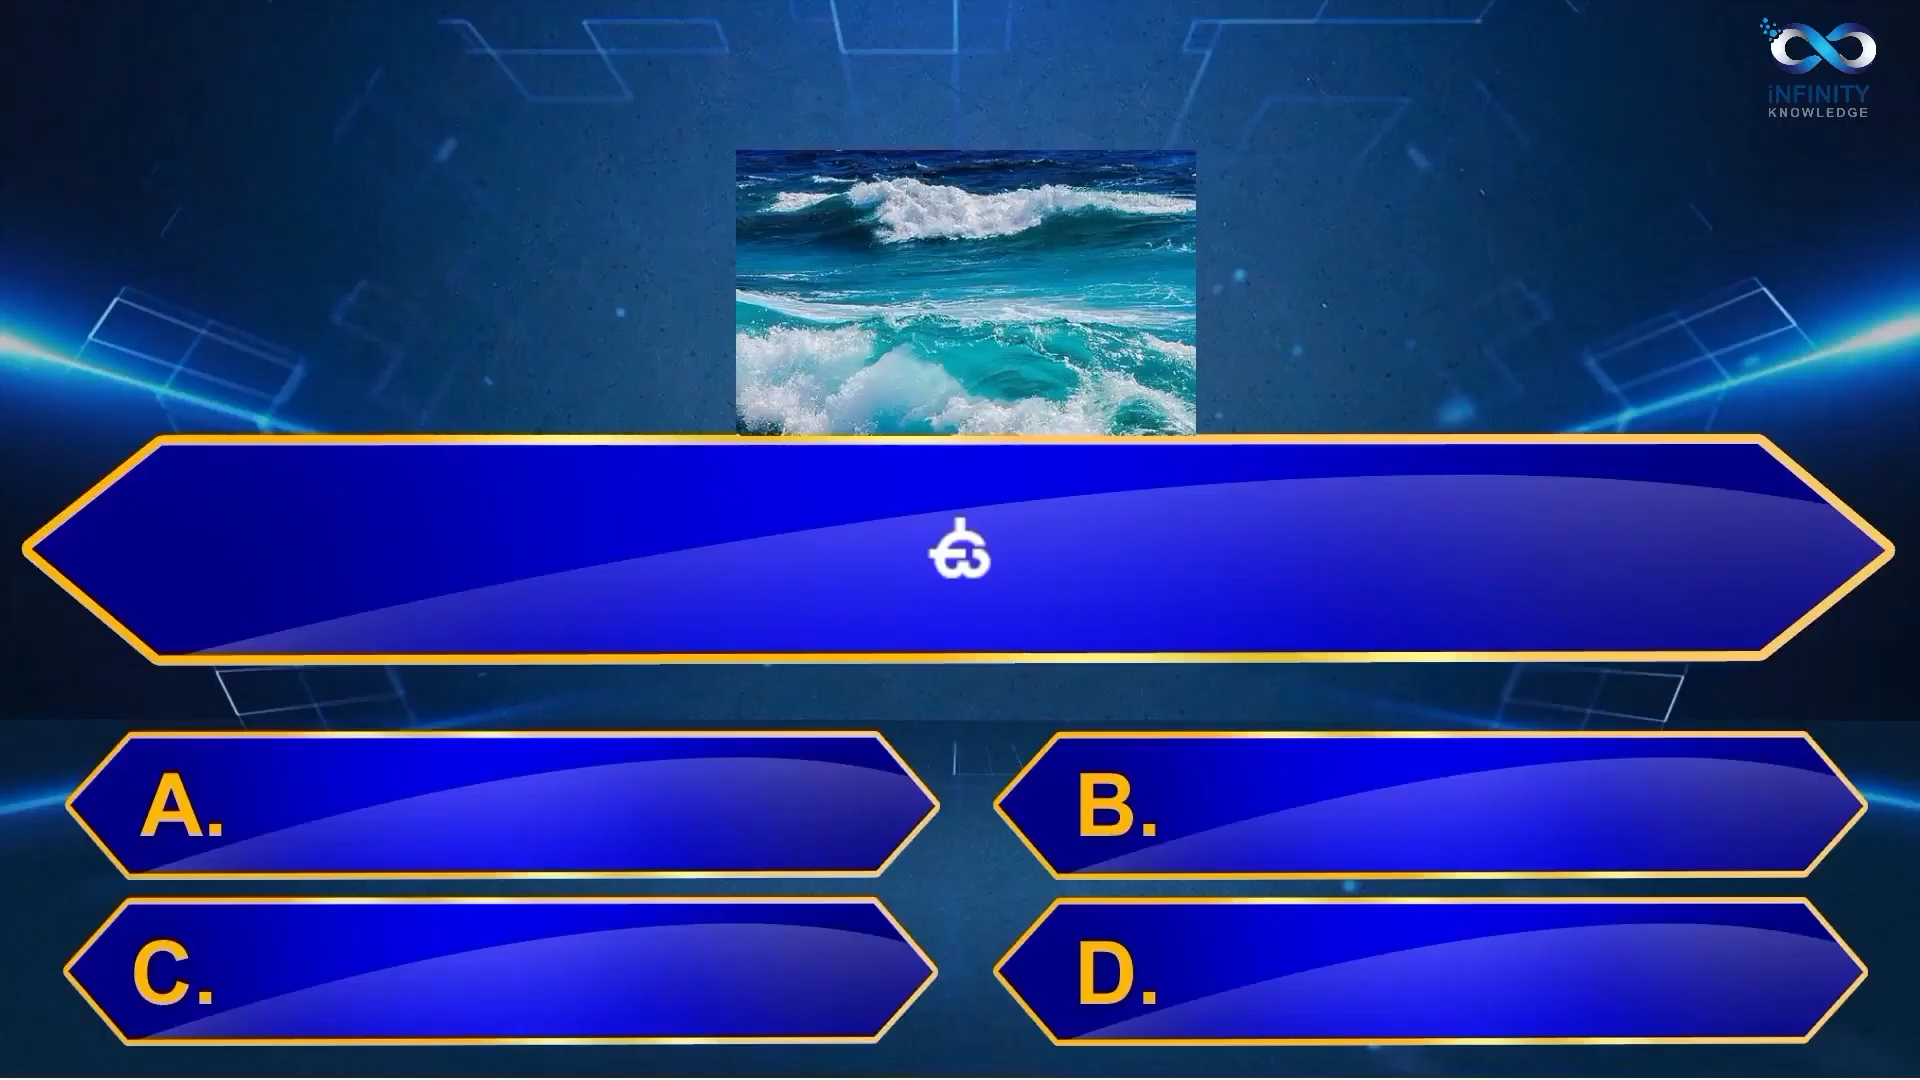 iNFINITY
KNOWLEDGE
A.
B.
C.
D.